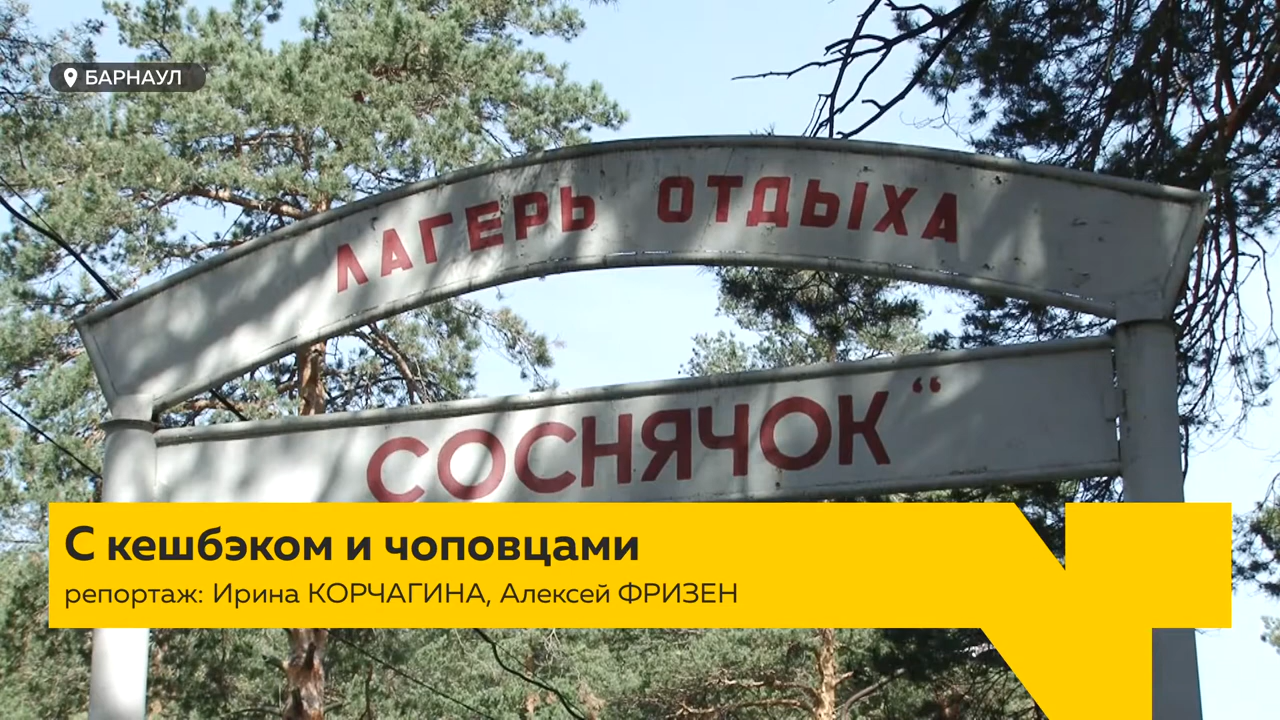 БАРНАУЛ
ЛАГЕРЬ ОТДЫХА
СОСНЯЧОК “
С кешбэком и чоповцами
репортаж: Ирина КОРЧАГИНА, Алексей ФРИЗЕН